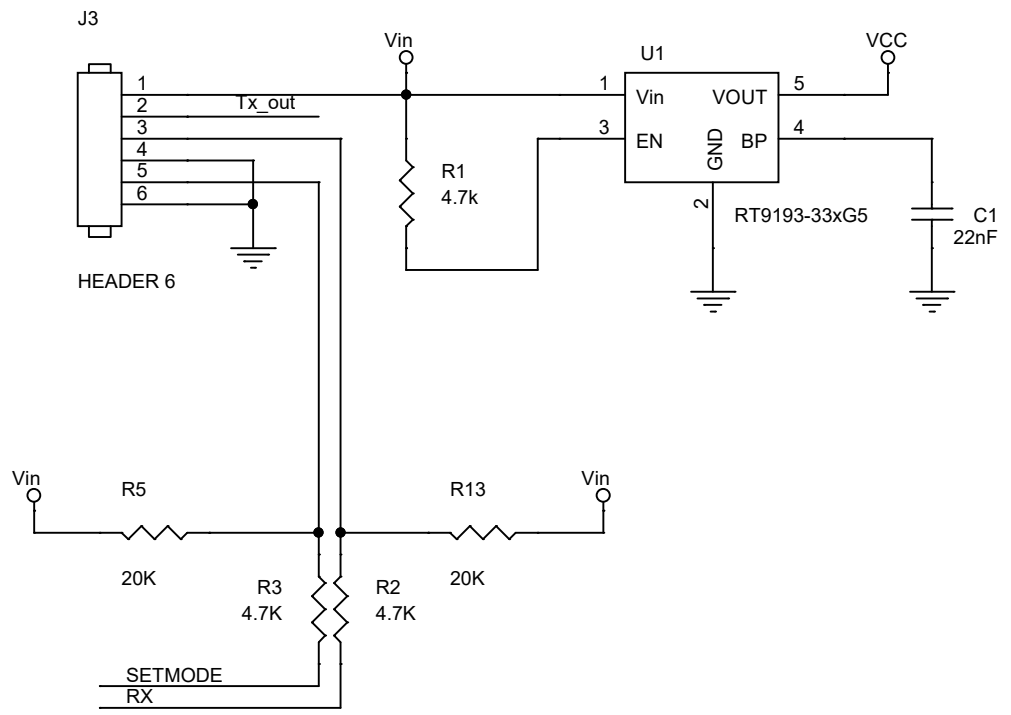 J3
1
2
3
4
5
6
Tx_out
HEADER 6
Vin
R1
4.7k
U1
1
3
Vin
EN
VOUT
BP
GND
5
4
2
VCC
RT9193-33xG5
C1
22nF
Vin
R5
20K
R13
20K
Vin
R3
4.7K
R2
4.7K
SETMODE
RX